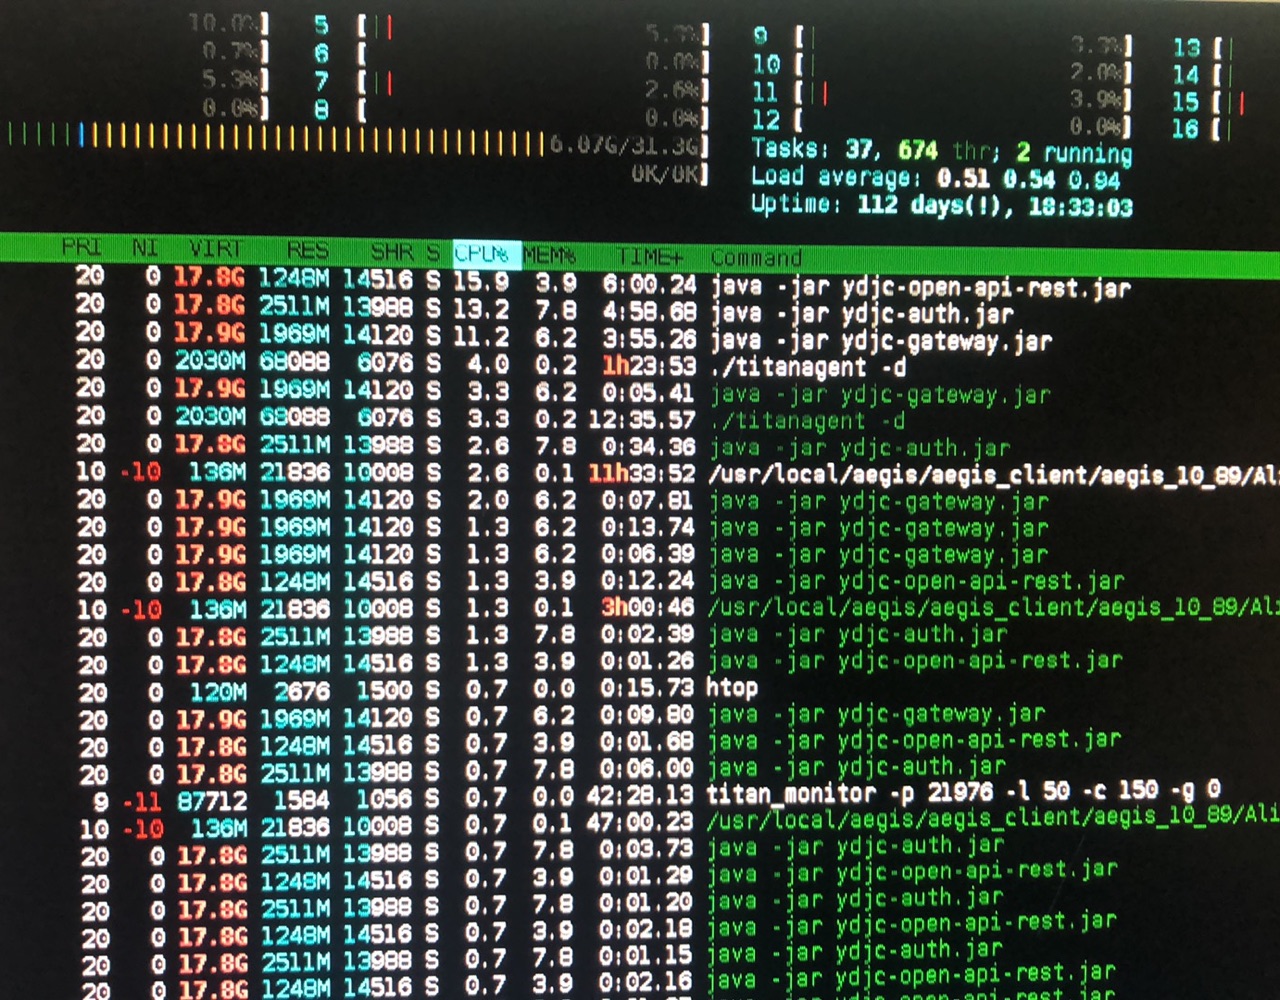 10.0%] 5 [|| 5.3%] 9 [| 3.3%] 13 [|
0.7%] 6 [ 0.0%] 10 [| 2.0%] 14 [|
5.3%] 7 [|| 2.6%] 11 [|| 3.9%] 15 [||
0.0%] 8 [ 0.0%] 12 [ 0.0%] 16 [|
6.07G/31.3G] Tasks: 37, 674 thr; 2 running
0K/0K] Load average: 0.51 0.54 0.94
Uptime: 112 days(!), 18:33:03
PRI NI VIRT RES SHR S CPU% MEM% TIME+ Command
20 0 17.8G 1248M 14516 S 15.9 3.9 6:00.24 java -jar ydjc-open-api-rest.jar
20 0 17.8G 2511M 13988 S 13.2 7.8 4:58.68 java -jar ydjc-auth.jar
20 0 17.9G 1969M 14120 S 11.2 6.2 3:55.26 java -jar ydjc-gateway.jar
20 0 2030M 68088 6076 S 4.0 0.2 1h23:53 ./titanagent -d
20 0 17.9G 1969M 14120 S 3.3 6.2 0:05.41 java -jar ydjc-gateway.jar
20 0 2030M 68088 6076 S 3.3 0.2 12:35.57 ./titanagent -d
20 0 17.8G 2511M 13988 S 2.6 7.8 0:34.36 java -jar ydjc-auth.jar
10 -10 136M 21836 10008 S 2.6 0.1 11h33:52 /usr/local/aegis/aegis_client/aegis_10_89/Ali
20 0 17.9G 1969M 14120 S 2.0 6.2 0:07.81 java -jar ydjc-gateway.jar
20 0 17.9G 1969M 14120 S 1.3 6.2 0:13.74 java -jar ydjc-gateway.jar
20 0 17.9G 1969M 14120 S 1.3 6.2 0:06.39 java -jar ydjc-gateway.jar
20 0 17.8G 1248M 14516 S 1.3 3.9 0:12.24 java -jar ydjc-open-api-rest.jar
10 -10 136M 21836 10008 S 1.3 0.1 3h00:46 /usr/local/aegis/aegis_client/aegis_10_89/Ali
20 0 17.8G 2511M 13988 S 1.3 7.8 0:02.39 java -jar ydjc-auth.jar
20 0 17.8G 1248M 14516 S 1.3 3.9 0:01.26 java -jar ydjc-open-api-rest.jar
20 0 120M 2676 1500 S 0.7 0.0 0:15.73 htop
20 0 17.9G 1969M 14120 S 0.7 6.2 0:09.80 java -jar ydjc-gateway.jar
20 0 17.8G 1248M 14516 S 0.7 3.9 0:01.68 java -jar ydjc-open-api-rest.jar
20 0 17.8G 2511M 13988 S 0.7 7.8 0:06.00 java -jar ydjc-auth.jar
9 -11 87712 1584 1056 S 0.7 0.0 42:28.13 titan_monitor -p 21976 -l 50 -c 150 -g 0
10 -10 136M 21836 10008 S 0.7 0.1 47:00.23 /usr/local/aegis/aegis_client/aegis_10_89/Ali
20 0 17.8G 2511M 13988 S 0.7 7.8 0:03.73 java -jar ydjc-auth.jar
20 0 17.8G 1248M 14516 S 0.7 3.9 0:01.29 java -jar ydjc-open-api-rest.jar
20 0 17.8G 2511M 13988 S 0.7 7.8 0:01.20 java -jar ydjc-auth.jar
20 0 17.8G 1248M 14516 S 0.7 3.9 0:02.18 java -jar ydjc-open-api-rest.jar
20 0 17.8G 2511M 13988 S 0.7 7.8 0:01.15 java -jar ydjc-auth.jar
20 0 17.8G 1248M 14516 S 0.7 3.9 0:02.16 java -jar ydjc-open-api-rest.jar